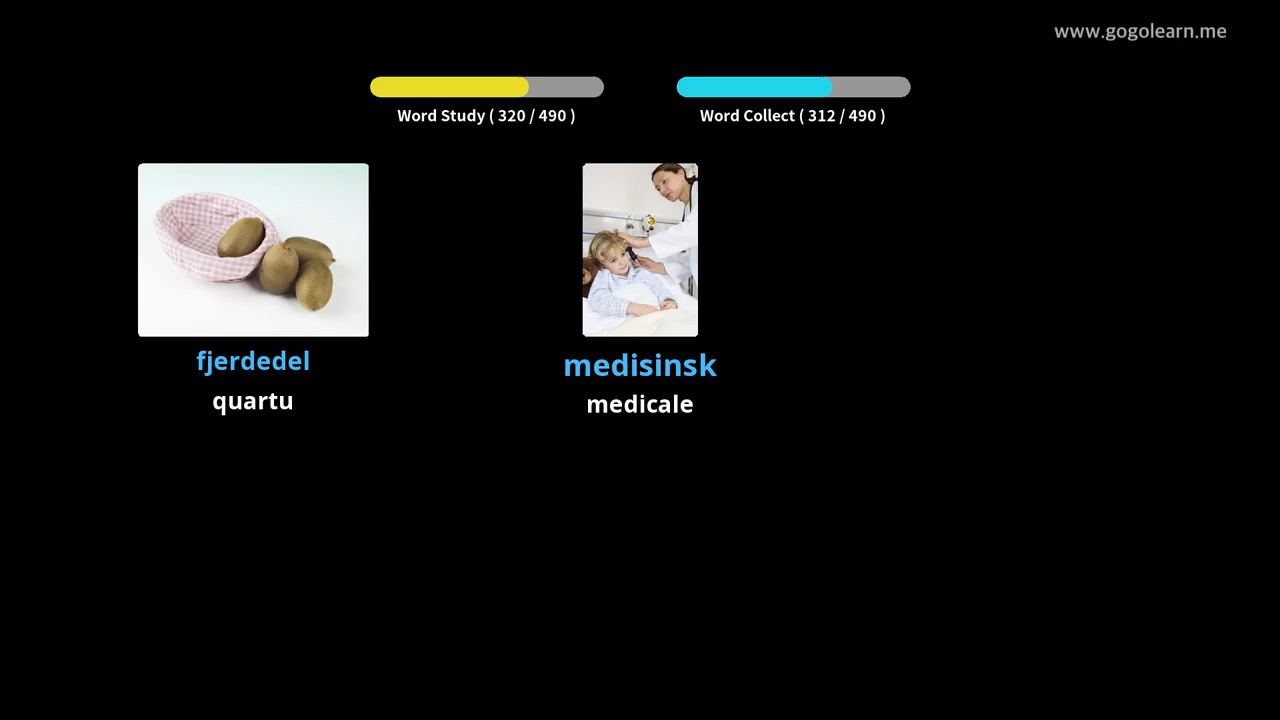 www.gogolearn.me
Word Study ( 320 / 490 )
Word Collect ( 312 / 490 )
fjerdedel
quartu
medisinsk
medicale